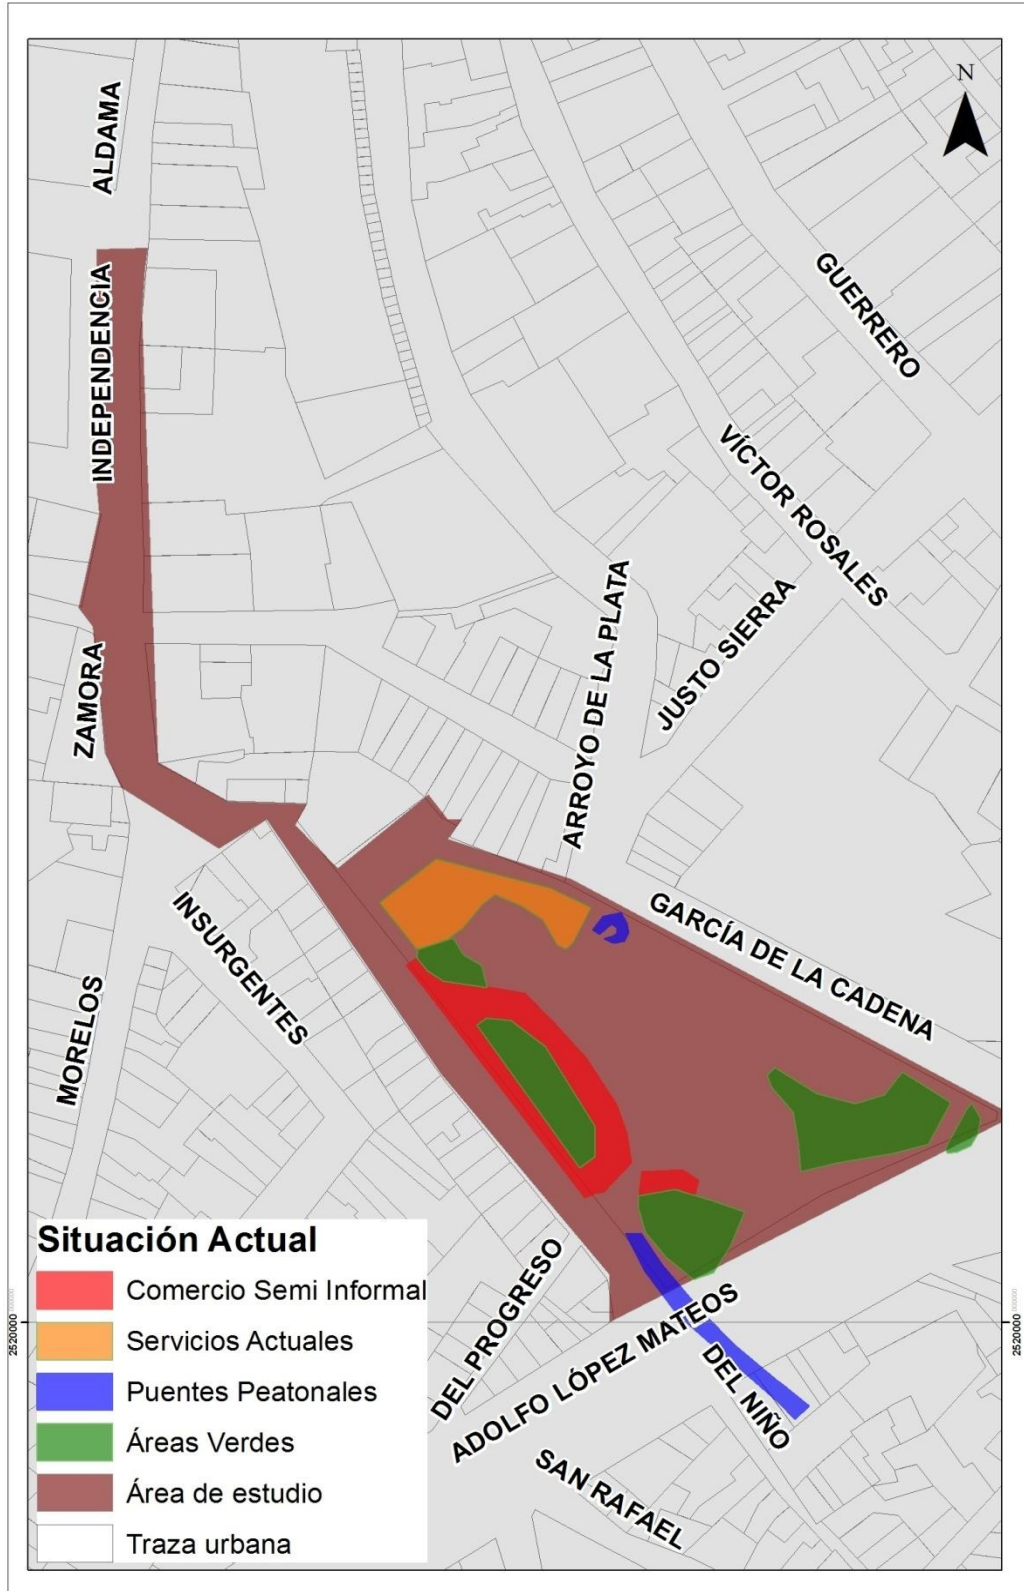 N
ALDAMA
INDEPENDENCIA
GUERRERO
VÍCTOR ROSALES
ARROYO DE LA PLATA
JUSTO SIERRA
ZAMORA
GARCÍA DE LA CADENA
INSURGENTES
MORELOS
DEL PROGRESO
ADOLFO LÓPEZ MATEOS
DEL NIÑO
SAN RAFAEL
Situación Actual
Comercio Semi Informal
Servicios Actuales
Puentes Peatonales
Áreas Verdes
Área de estudio
Traza urbana
2520000.000000
2520000.000000